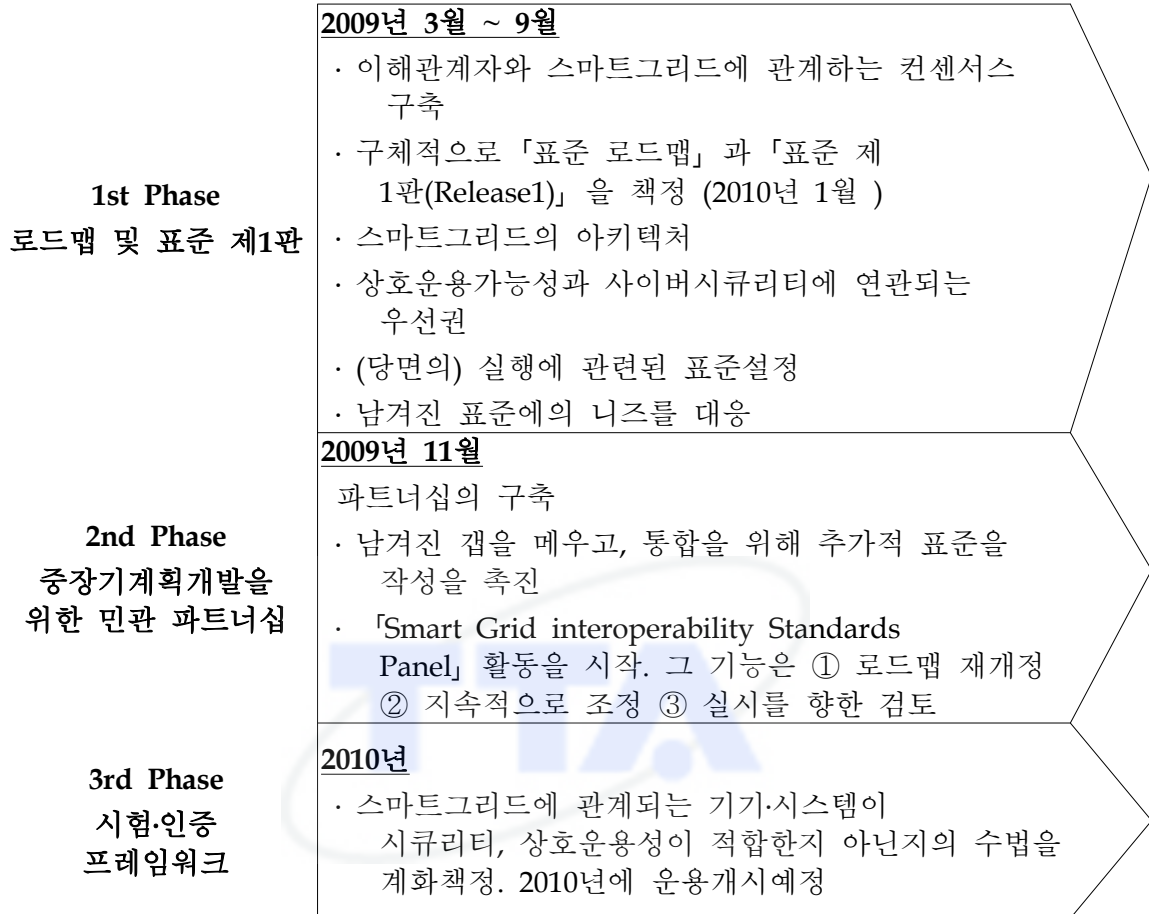 2009년 3월 ~ 9월
· 이해관계자와 스마트그리드에 관계하는 컨센서스
구축
· 구체적으로「표준 로드맵」과「표준 제
1판(Release1)」을 책정 (2010년 1월 )
1st Phase
로드맵 및 표준 제1판
· 스마트그리드의 아키텍처
· 상호운용가능성과 사이버시큐리티에 연관되는
우선권
· (당면의) 실행에 관련된 표준설정
· 남겨진 표준에의 니즈를 대응
2009년 11월
파트너십의 구축
2nd Phase
중장기계획개발을
위한 민관 파트너십
· 남겨진 갭을 메우고, 통합을 위해 추가적 표준을
작성을 촉진
· 「Smart Grid interoperability Standards
Panel」활동을 시작. 그 기능은 ① 로드맵 재개정
② 지속적으로 조정 ③ 실시를 향한 검토
TTA
3rd Phase
시험·인증
프레임워크
2010년
· 스마트그리드에 관계되는 기기·시스템이
시큐리티, 상호운용성이 적합한지 아닌지의 수법을
계화책정. 2010년에 운용개시예정